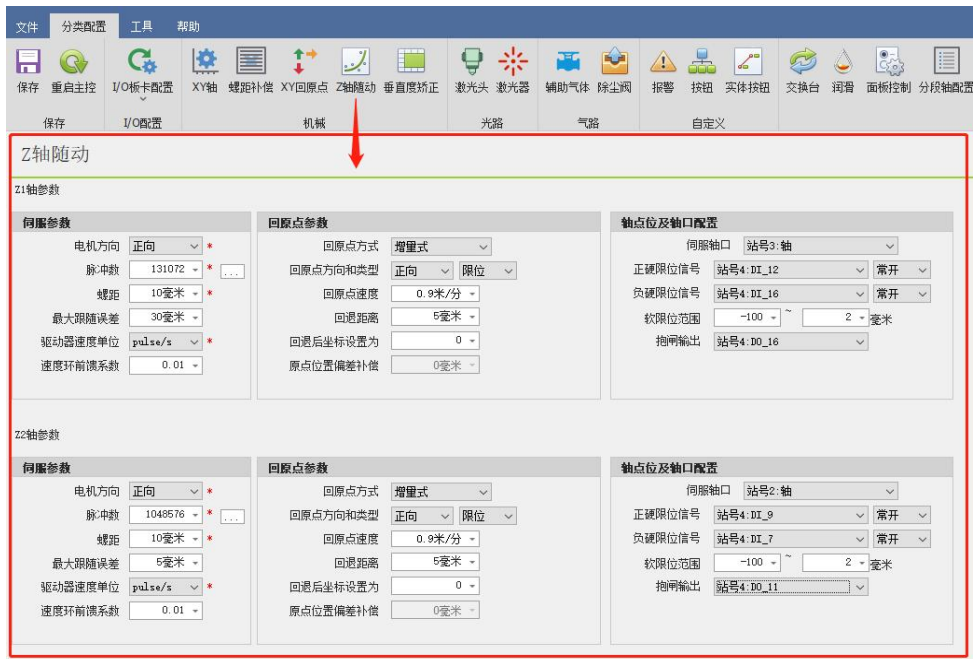 文件 分类配置 工具 帮助
保存 重启主控 I/O板卡配置 XY轴 螺距补偿 XY回原点 Z轴随动 垂直度矫正 激光头 激光器 辅助气体 除尘阀 报警 按钮 实体按钮 交换台 润滑 面板控制 分段轴配置
保存 I/O配置 机械 光路 气路 自定义
Z轴随动
Z1轴参数
伺服参数 回原点参数 轴点位及轴口配置
电机方向 正向 * 回原点方式 增量式 伺服轴口 站号3:轴
脉冲数 131072 * ... 回原点方向和类型 正向 限位 正硬限位信号 站号4:DI_12 常开
螺距 10毫米 * 回原点速度 0.9米/分 负硬限位信号 站号4:DI_16 常开
最大跟随误差 30毫米 * 回退距离 5毫米 软限位范围 -100 ~ 2 毫米
驱动器速度单位 pulse/s * 回退后坐标设置为 0 抱闸输出 站号4:DO_16
速度环前馈系数 0.01 原点位置偏差补偿 0毫米
Z2轴参数
伺服参数 回原点参数 轴点位及轴口配置
电机方向 正向 * 回原点方式 增量式 伺服轴口 站号2:轴
脉冲数 1048576 * ... 回原点方向和类型 正向 限位 正硬限位信号 站号4:DI_9 常开
螺距 10毫米 * 回原点速度 0.9米/分 负硬限位信号 站号4:DI_7 常开
最大跟随误差 5毫米 * 回退距离 5毫米 软限位范围 -100 ~ 2 毫米
驱动器速度单位 pulse/s * 回退后坐标设置为 0 抱闸输出 站号4:DO_11
速度环前馈系数 0.01 原点位置偏差补偿 0毫米